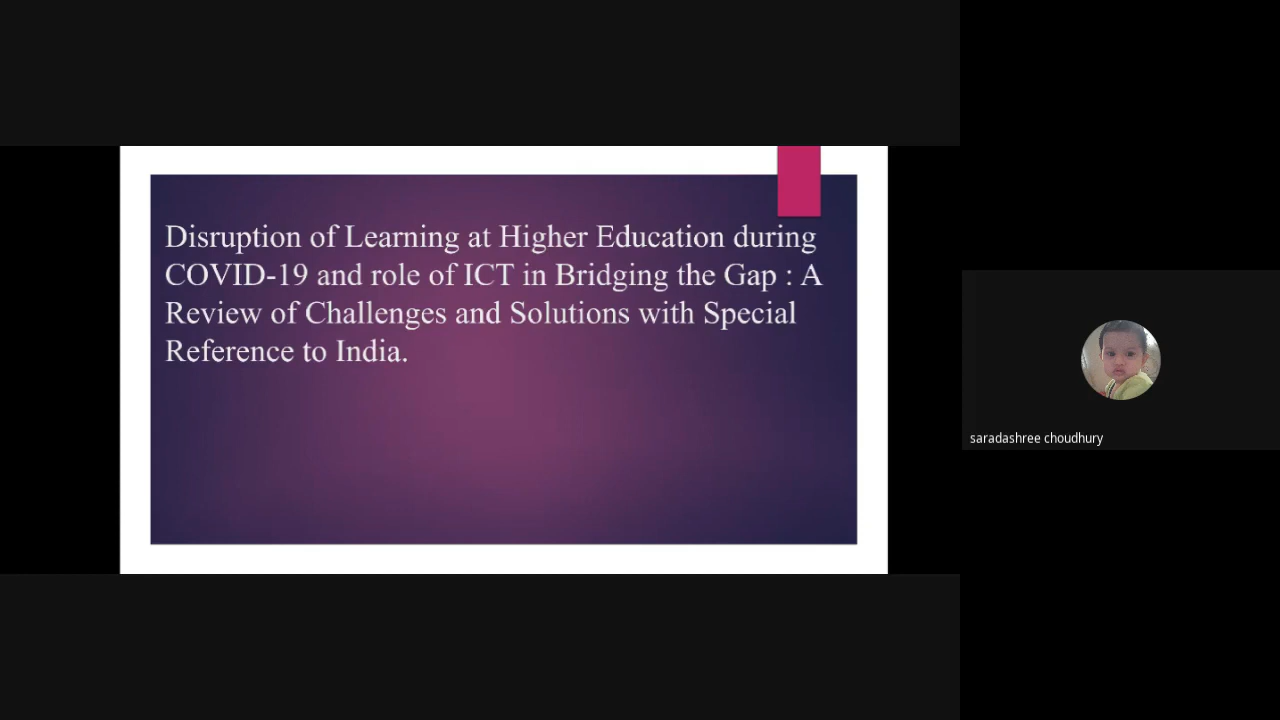 Disruption of Learning at Higher Education during
COVID-19 and role of ICT in Bridging the Gap : A
Review of Challenges and Solutions with Special
Reference to India.
saradashree choudhury